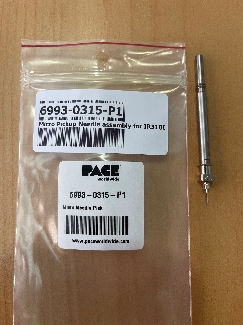 6993-0315-P1
Micro Pickup Needle Assembly for IR3100
PACE
worldwide
6993-0315-P1
Micro Needle Pick
www.paceworldwide.com